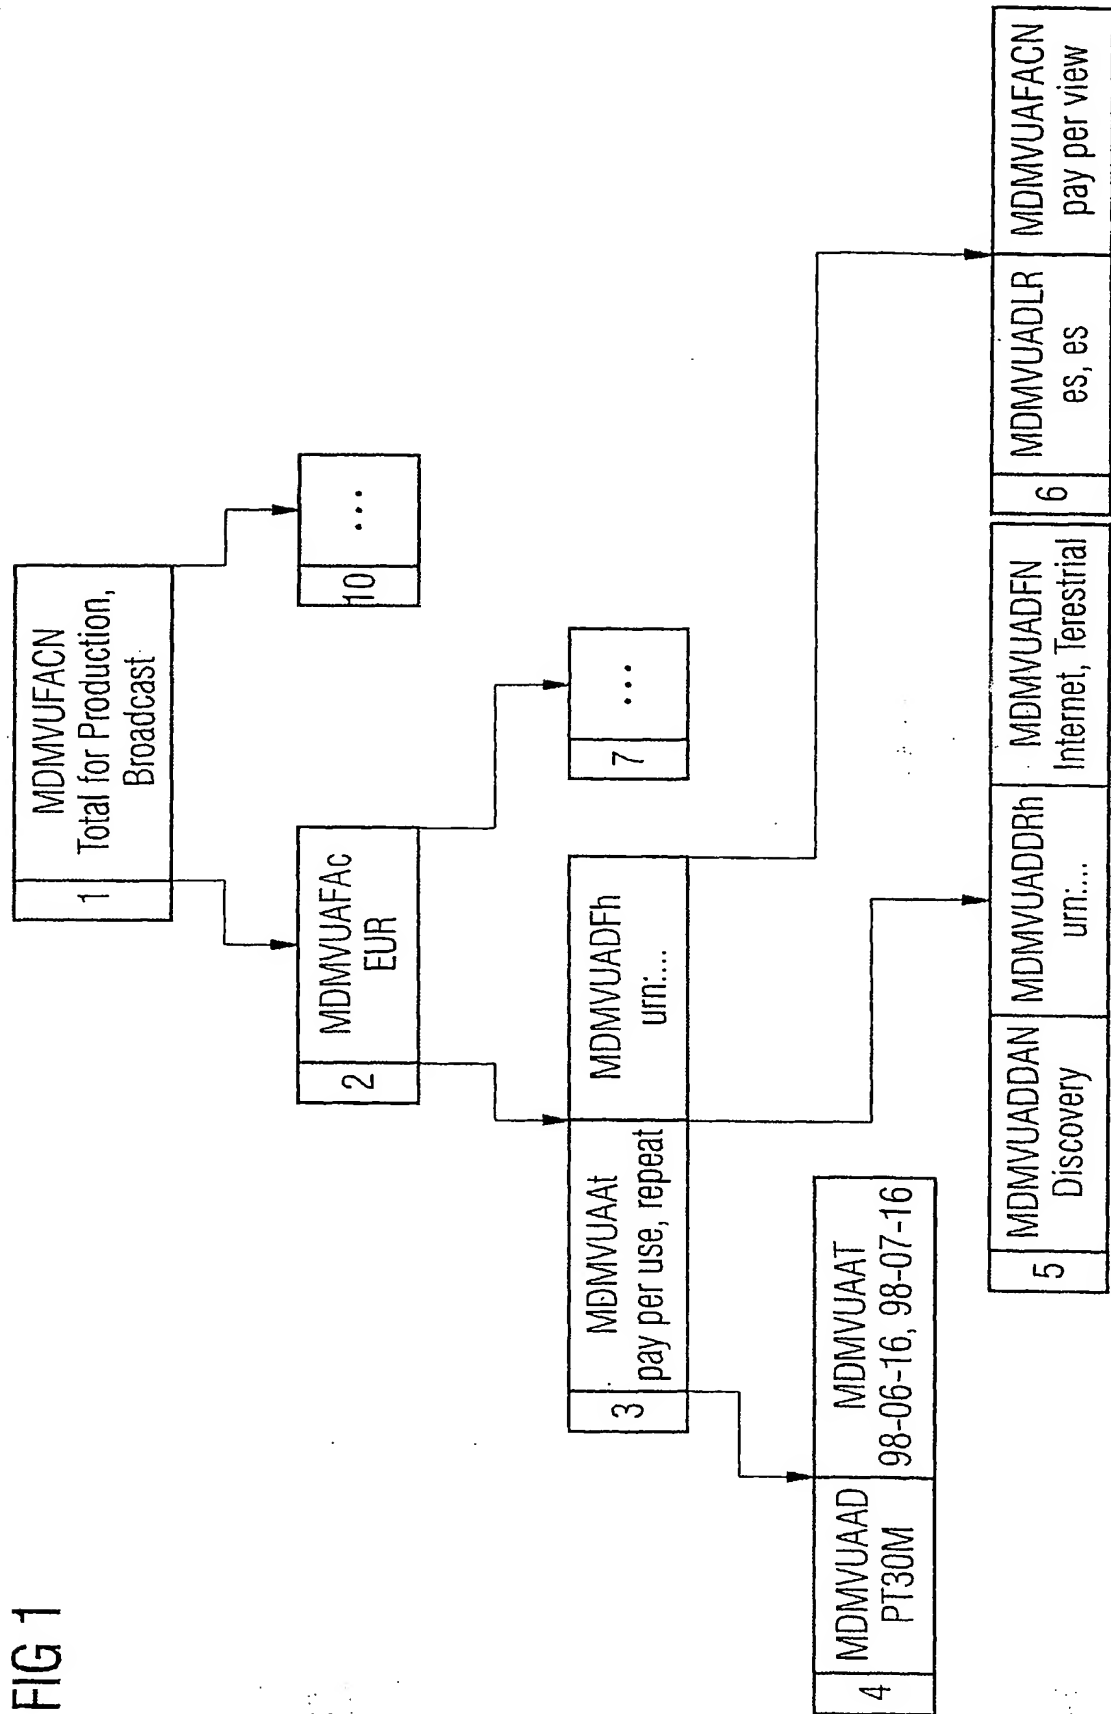 FIG 1
1
MDMVUFACN
Total for Production,
Broadcast
2
MDMVUAFAc
EUR
10
...
3
MDMVUAAt
pay per use, repeat
MDMVUADFh
urn:...
7
...
4
MDMVUAAD
PT30M
MDMVUAAT
98-06-16, 98-07-16
5
MDMVUADDAN
Discovery
MDMVUADDRh
urn:...
MDMVUADFN
Internet, Terestrial
6
MDMVUADLR
es, es
MDMVUAFACN
pay per view